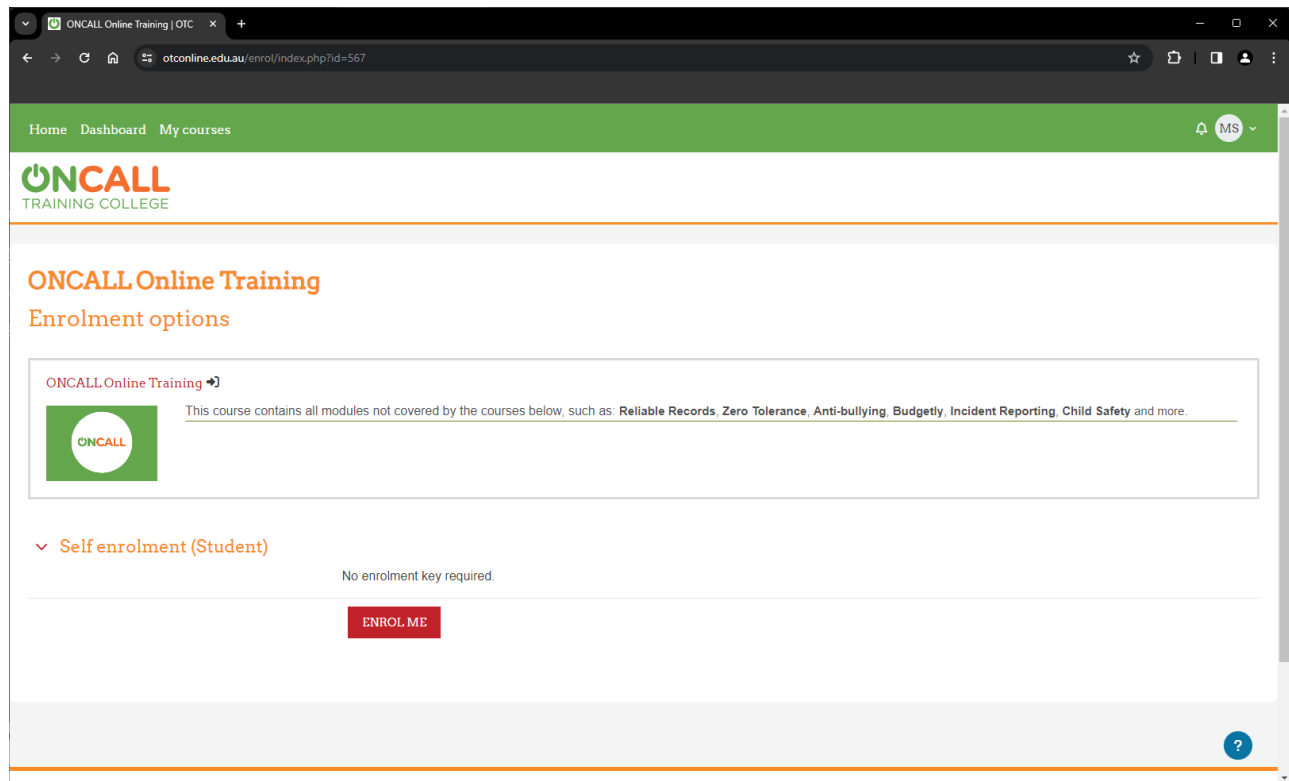 ONCALL Online Training | OTC
otconline.edu.au/enrol/index.php?id=567
Home Dashboard My courses
MS
ONCALL
TRAINING COLLEGE
ONCALL Online Training
Enrolment options
ONCALL Online Training
This course contains all modules not covered by the courses below, such as: Reliable Records, Zero Tolerance, Anti-bullying, Budgetly, Incident Reporting, Child Safety and more.
ONCALL
Self enrolment (Student)
No enrolment key required.
ENROL ME
?